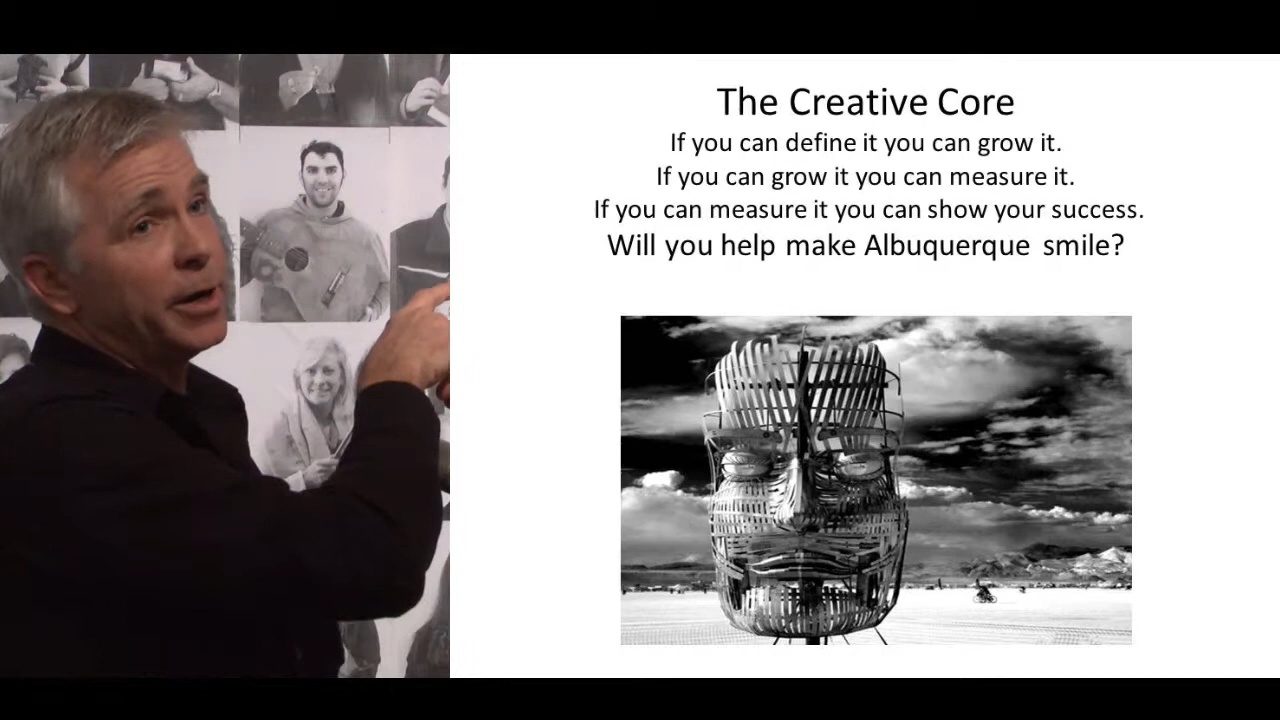 The Creative Core
If you can define it you can grow it.
If you can grow it you can measure it.
If you can measure it you can show your success.
Will you help make Albuquerque smile?